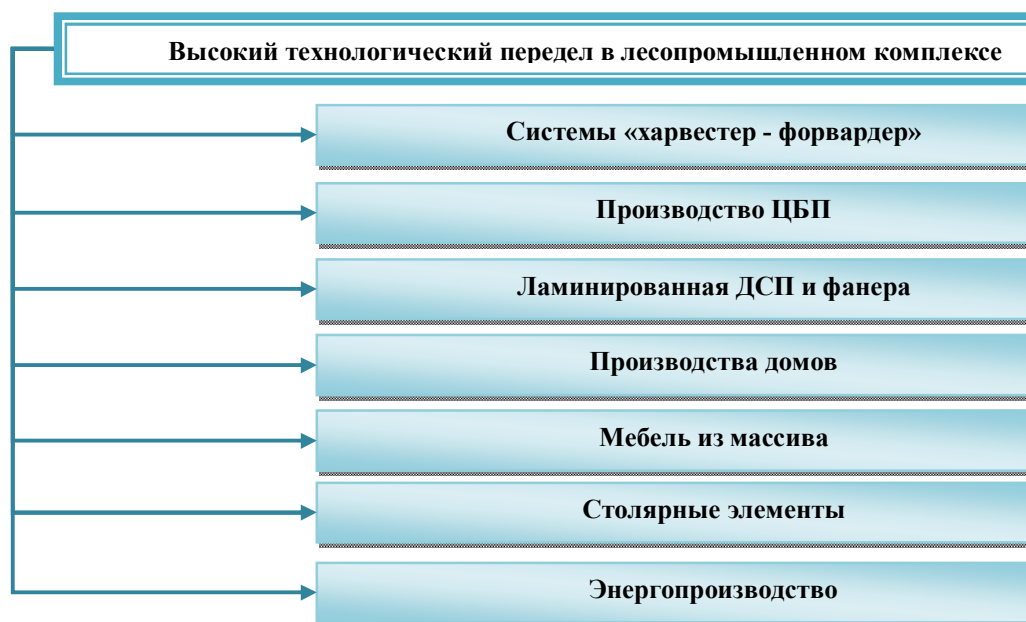 Высокий технологический передел в лесопромышленном комплексе
Системы «харвестер - форвардер»
Производство ЦБП
Ламинированная ДСП и фанера
Производства домов
Мебель из массива
Столярные элементы
Энергопроизводство